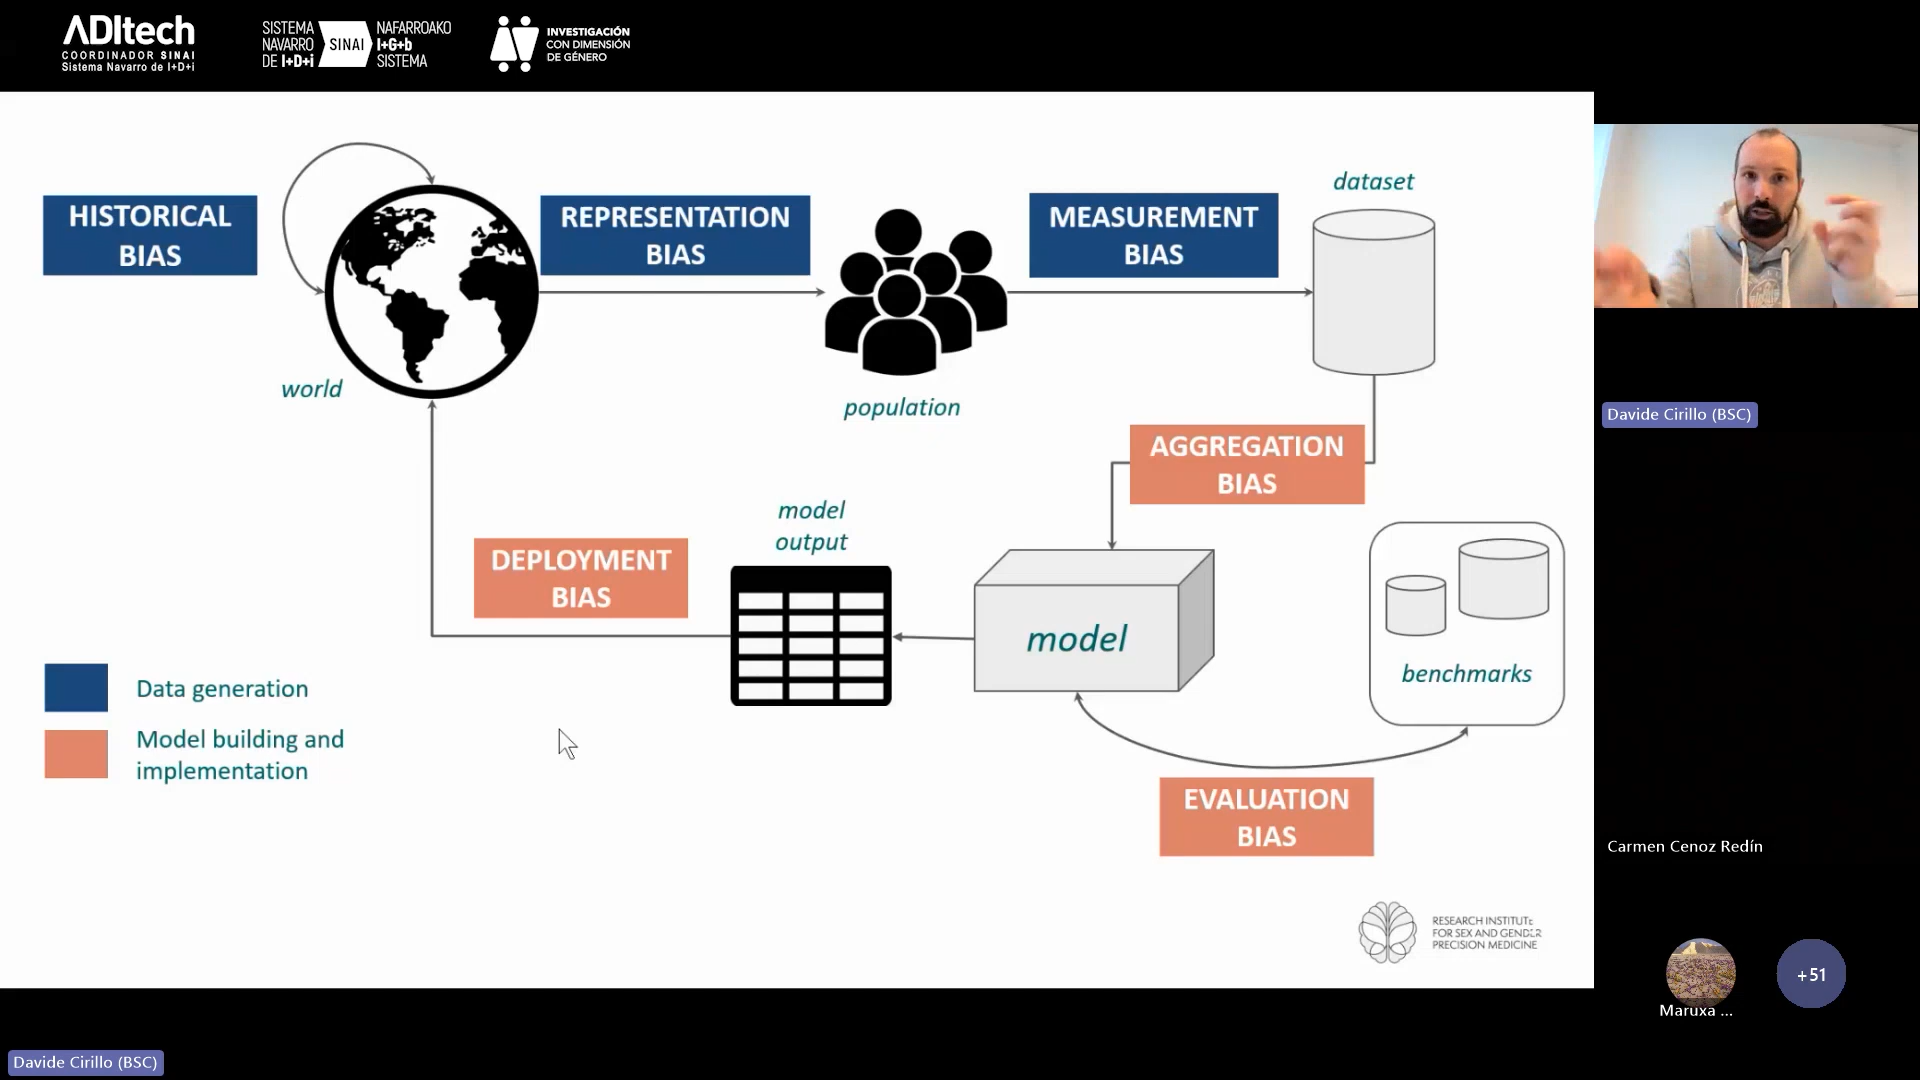 ADItech
COORDINADOR SINAI
Sistema Navarro de I+D+i
SISTEMA
NAVARRO
DE I+D+i
SINAI
NAFARROAKO
I+G+b
SISTEMA
INVESTIGACIÓN
CON DIMENSIÓN
DE GÉNERO
HISTORICAL
BIAS
REPRESENTATION
BIAS
MEASUREMENT
BIAS
dataset
world
population
AGGREGATION
BIAS
model
output
DEPLOYMENT
BIAS
model
benchmarks
Data generation
Model building and
implementation
EVALUATION
BIAS
RESEARCH INSTITUTE
FOR SEX AND GENDER
PRECISION MEDICINE
Davide Cirillo (BSC)
Carmen Cenoz Redín
Maruxa ...
+51
Davide Cirillo (BSC)